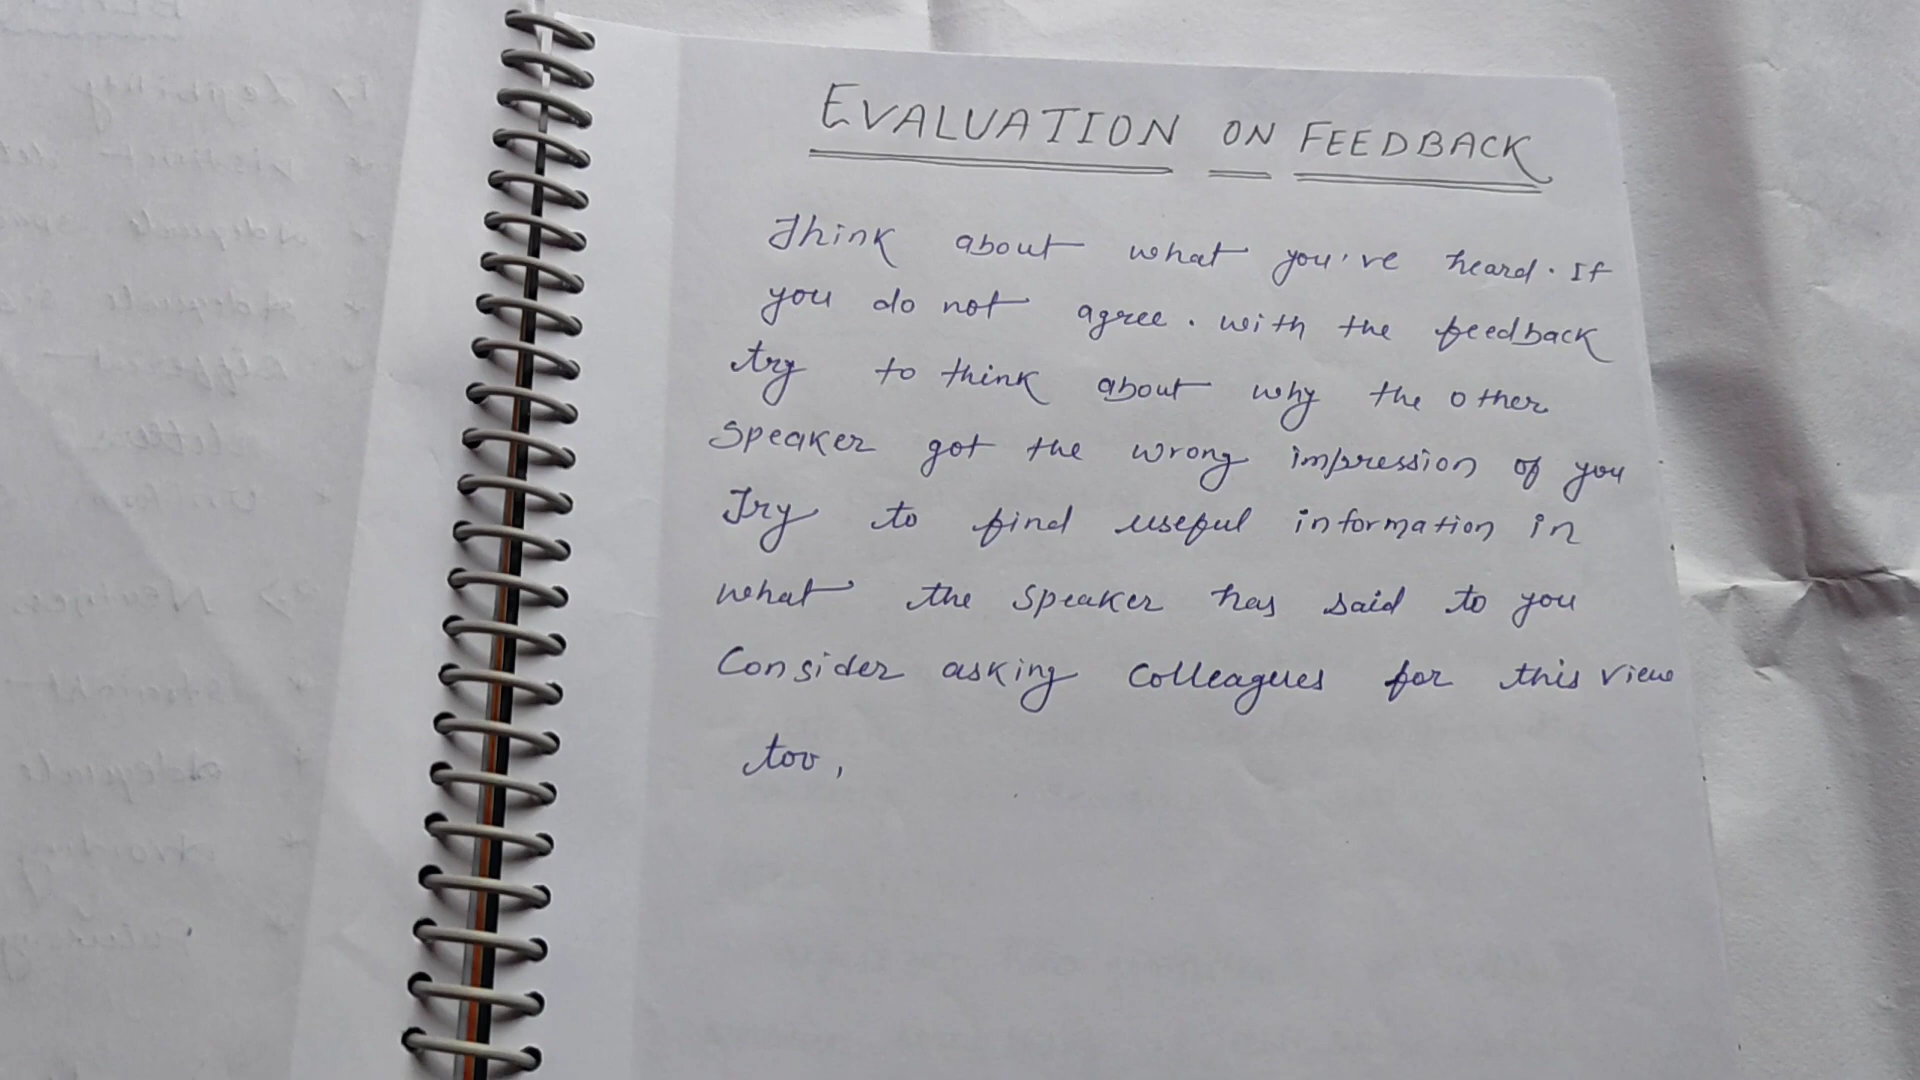 EVALUATION ON FEEDBACK
Think about what you've heard. If
you do not agree. with the feedback
try to think about why the other
speaker got the wrong impression of you
Try to find useful information in
what the speaker has said to you
Consider asking colleagues for this view
too,